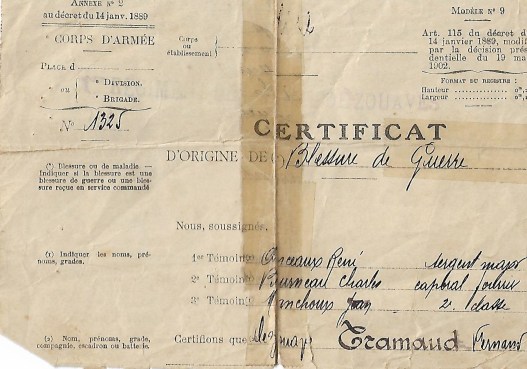 ANNEXE N° 2
au décret du 14 janv. 1889
MODÈLE N° 9
CORPS D'ARMÉE
Corps
ou
établissement
Art. 115 du décret d
14 janvier 1889, modif
par la décision prés
dentielle du 19 ma
1902.
PLACE d
ou
DIVISION.
BRIGADE.
FORMAT DU REGISTRE :
Hauteur
Largeur
N° 1325
CERTIFICAT
D'ORIGINE DE Blessure de Guerre
(*) Blessure ou de maladie. —
Indiquer si la blessure est une
blessure de guerre ou une bles-
sure reçue en service commandé
Nous, soussignés,
(1) Indiquer les noms, pré-
noms, grades.
1er Témoin René sergent major
2e Témoin Charles caporal
3e Témoin Jean 2e classe
(2) Nom, prénoms, grade,
compagnie, escadron ou batterie.
Certifions que Tramaud Fernand